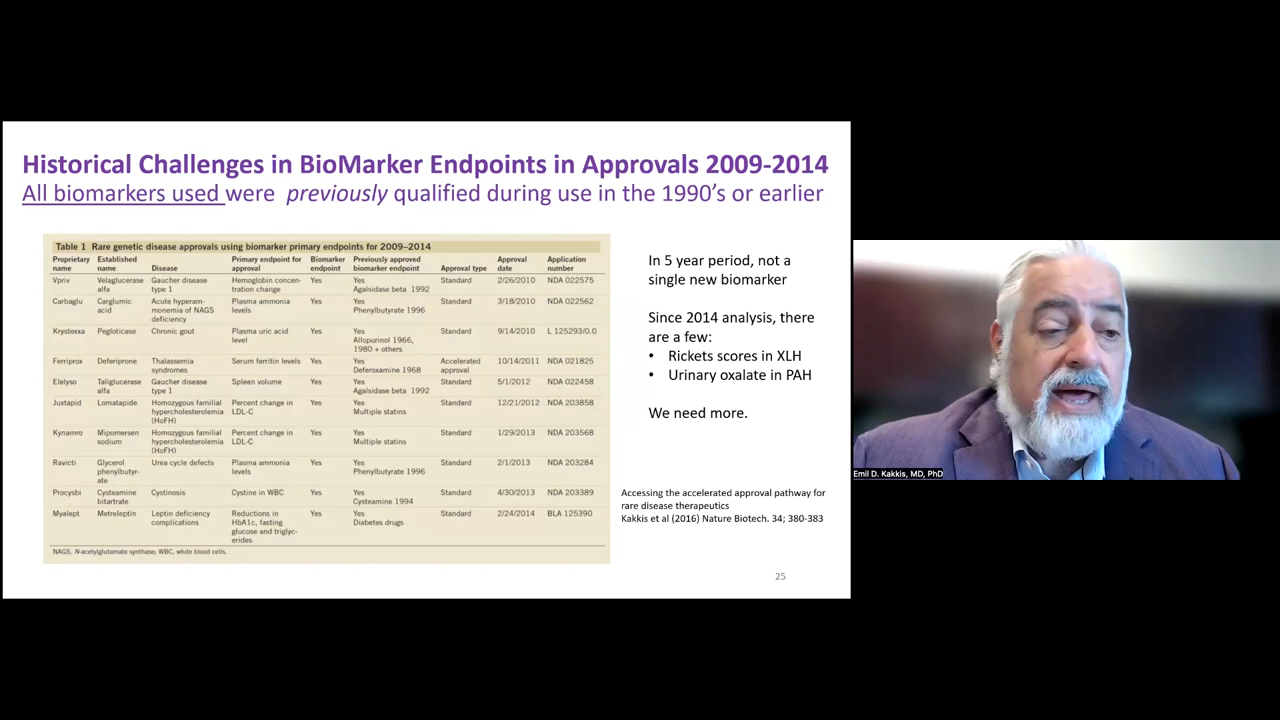 Historical Challenges in BioMarker Endpoints in Approvals 2009-2014
All biomarkers used were previously qualified during use in the 1990's or earlier
Table 1 Rare genetic disease approvals using biomarker primary endpoints for 2009–2014
Proprietary name | Established name | Disease | Primary endpoint for approval | Biomarker endpoint | Previously approved biomarker endpoint | Approval type | Approval date | Application number
Vpriv | Velaglucerase alfa | Gaucher disease type 1 | Hemoglobin concentration change | Yes | Yes Agalsidase beta 1992 | Standard | 2/26/2010 | NDA 022575
Carbaglu | Carglumic acid | Acute hyperammonemia of NAGS deficiency | Plasma ammonia levels | Yes | Yes Phenylbutyrate 1996 | Standard | 3/18/2010 | NDA 022562
Krystexxa | Pegloticase | Chronic gout | Plasma uric acid level | Yes | Yes Allopurinol 1966, 1980 + others | Standard | 9/14/2010 | L 125293/0.0
Ferriprox | Deferiprone | Thalassemia syndromes | Serum ferritin levels | Yes | Yes Deferoxamine 1968 | Accelerated approval | 10/14/2011 | NDA 021825
Elelyso | Taliglucerase alfa | Gaucher disease type 1 | Spleen volume | Yes | Yes Agalsidase beta 1992 | Standard | 5/1/2012 | NDA 022458
Juxtapid | Lomatapide | Homozygous familial hypercholesterolemia (HoFH) | Percent change in LDL-C | Yes | Yes Multiple statins | Standard | 12/21/2012 | NDA 203858
Kynamro | Mipomersen sodium | Homozygous familial hypercholesterolemia (HoFH) | Percent change in LDL-C | Yes | Yes Multiple statins | Standard | 1/29/2013 | NDA 203568
Ravicti | Glycerol phenylbutyrate | Urea cycle defects | Plasma ammonia levels | Yes | Yes Phenylbutyrate 1996 | Standard | 2/1/2013 | NDA 203284
Procysbi | Cysteamine bitartrate | Cystinosis | Cystine in WBC | Yes | Yes Cysteamine 1994 | Standard | 4/30/2013 | NDA 203389
Myalept | Metreleptin | Leptin deficiency complications | Reductions in HbA1c, fasting glucose and triglycerides | Yes | Yes Diabetes drugs | Standard | 2/24/2014 | BLA 125390
NAGS, N-acetylglutamate synthase; WBC, white blood cells.
In 5 year period, not a
single new biomarker
Since 2014 analysis, there
are a few:
• Rickets scores in XLH
• Urinary oxalate in PAH
We need more.
Accessing the accelerated approval pathway for
rare disease therapeutics
Kakkis et al (2016) Nature Biotech. 34; 380-383
25
Emil D. Kakkis, MD, PhD